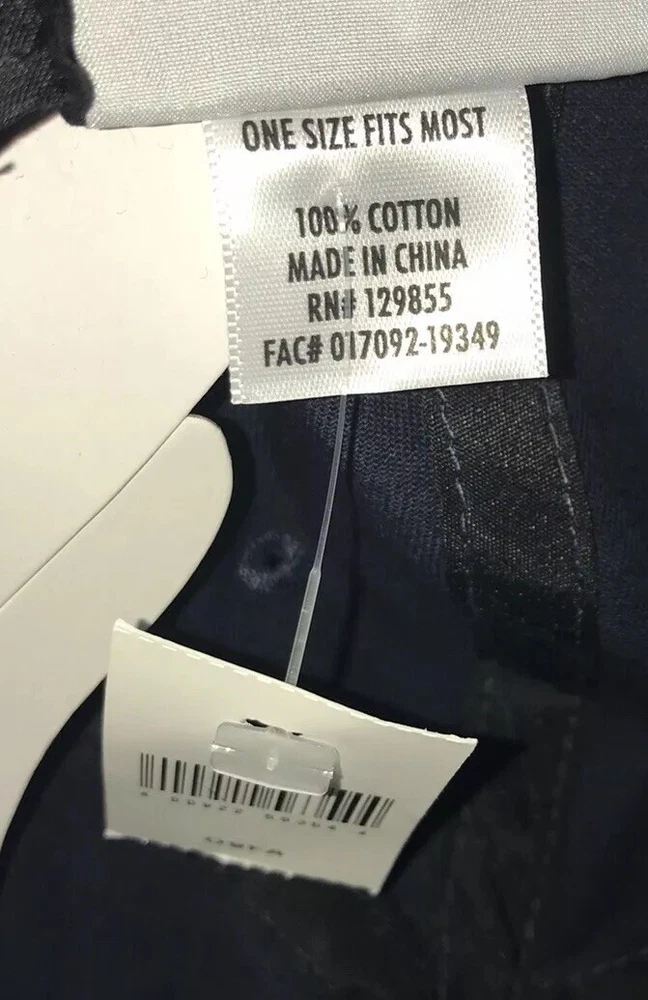 ONE SIZE FITS MOST
100% COTTON
MADE IN CHINA
RN# 129855
FAC# 017092-19349